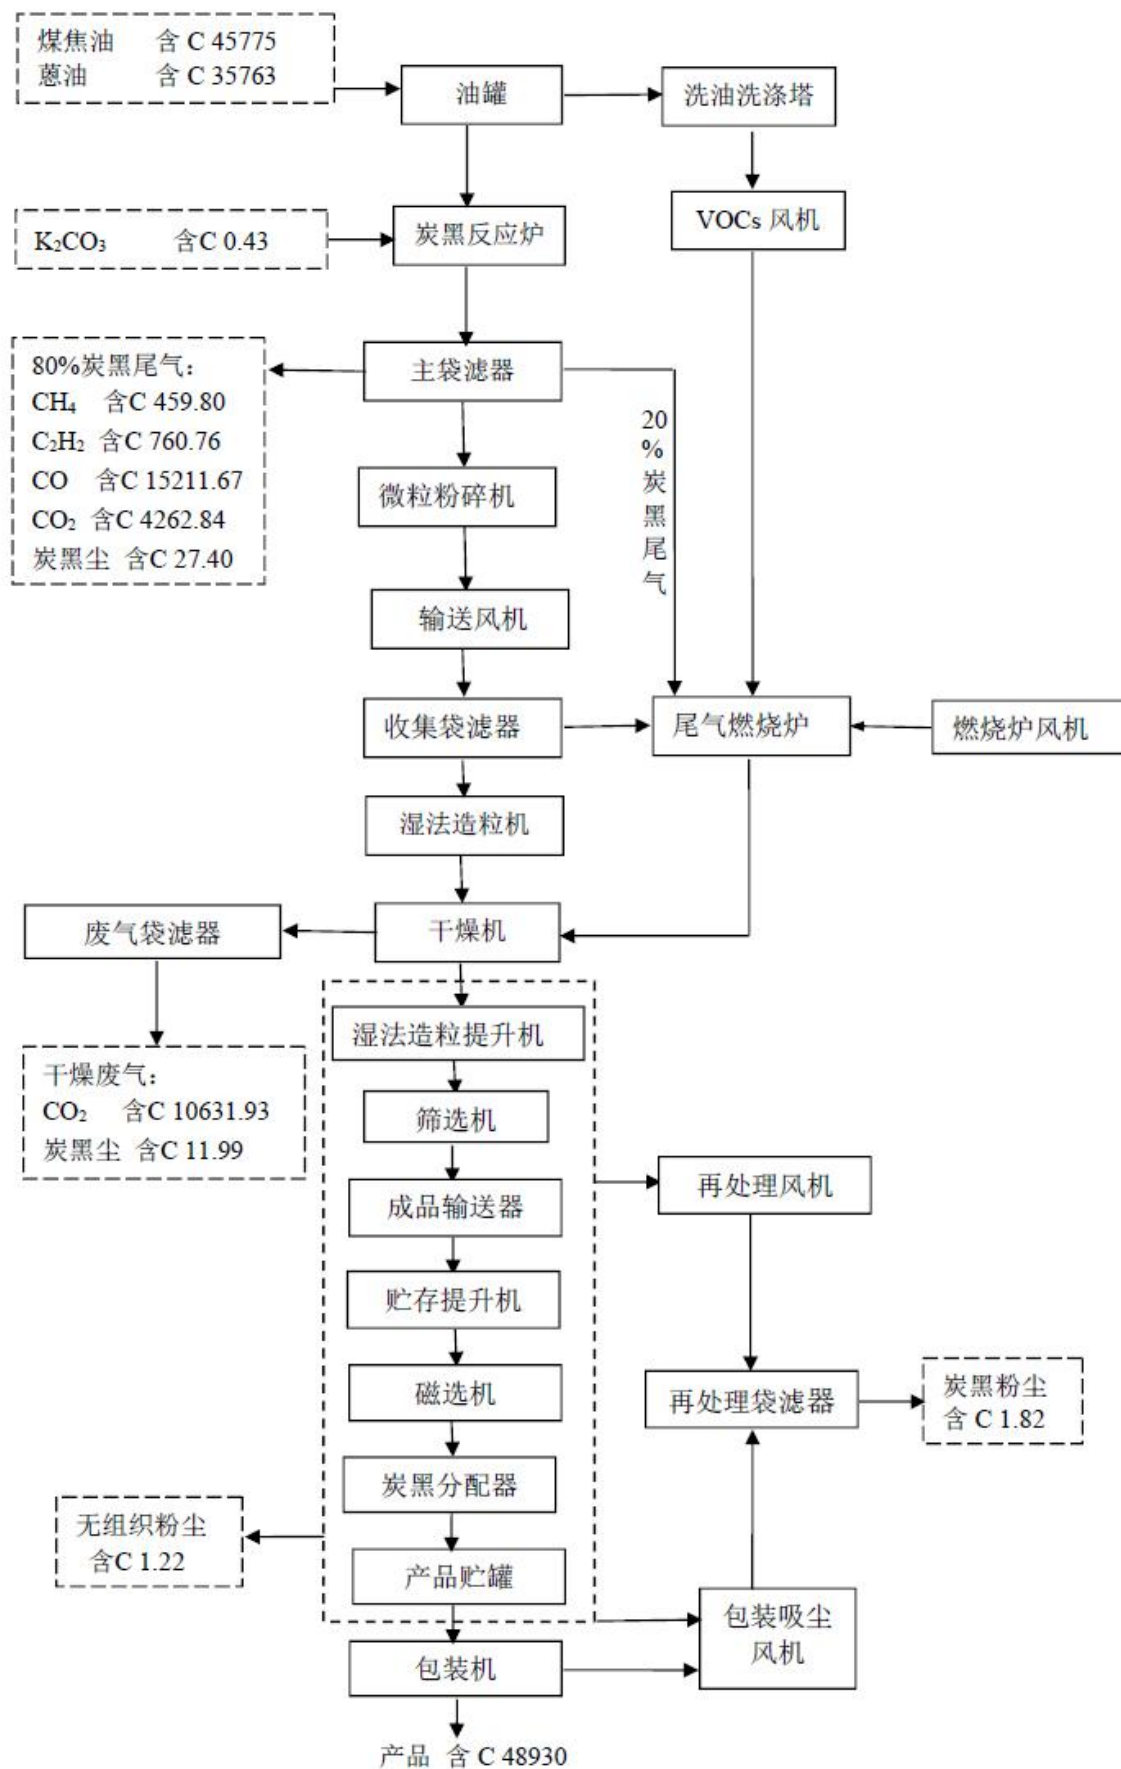 煤焦油 含 C 45775
蒽油 含 C 35763
油罐
洗油洗涤塔
K₂CO₃ 含C 0.43
炭黑反应炉
VOCs 风机
80%炭黑尾气：
CH₄ 含C 459.80
C₂H₂ 含C 760.76
CO 含C 15211.67
CO₂ 含C 4262.84
炭黑尘 含C 27.40
主袋滤器
20%炭黑尾气
微粒粉碎机
输送风机
收集袋滤器
尾气燃烧炉
燃烧炉风机
湿法造粒机
废气袋滤器
干燥机
干燥废气：
CO₂ 含C 10631.93
炭黑尘 含C 11.99
湿法造粒提升机
筛选机
成品输送器
再处理风机
贮存提升机
磁选机
再处理袋滤器
炭黑粉尘
含 C 1.82
炭黑分配器
无组织粉尘
含C 1.22
产品贮罐
包装吸尘
风机
包装机
产品 含 C 48930